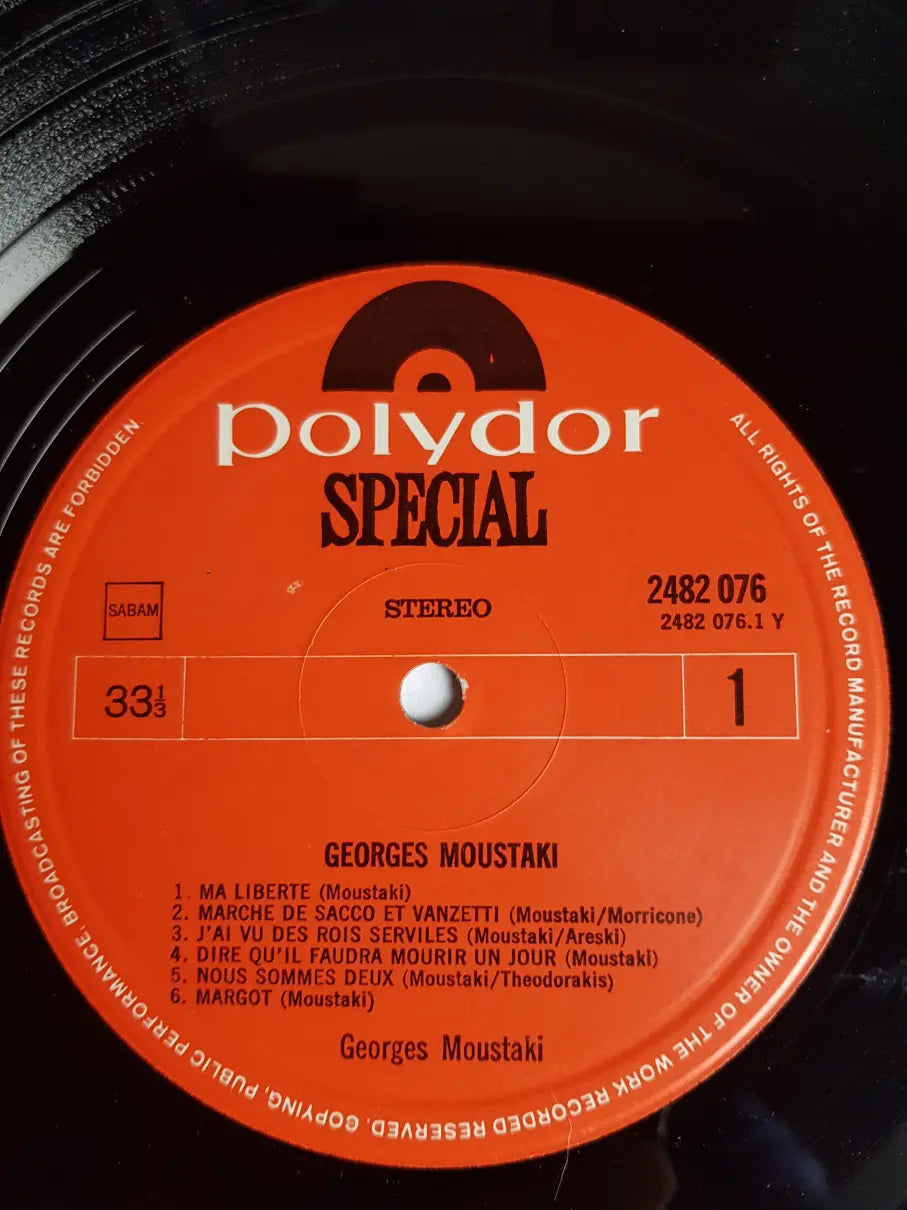 polydor
SPECIAL
SABAM
STEREO
2482 076
2482 076.1 Y
33⅓
1
GEORGES MOUSTAKI
1. MA LIBERTE (Moustaki)
2. MARCHE DE SACCO ET VANZETTI (Moustaki/Morricone)
3. J'AI VU DES ROIS SERVILES (Moustaki/Areski)
4. DIRE QU'IL FAUDRA MOURIR UN JOUR (Moustaki)
5. NOUS SOMMES DEUX (Moustaki/Theodorakis)
6. MARGOT (Moustaki)
Georges Moustaki
ALL RIGHTS OF THE RECORD MANUFACTURER AND THE OWNER OF THE WORK RECORDED RESERVED. COPYING, PUBLIC PERFORMANCE, BROADCASTING OF THESE RECORDS ARE FORBIDDEN.